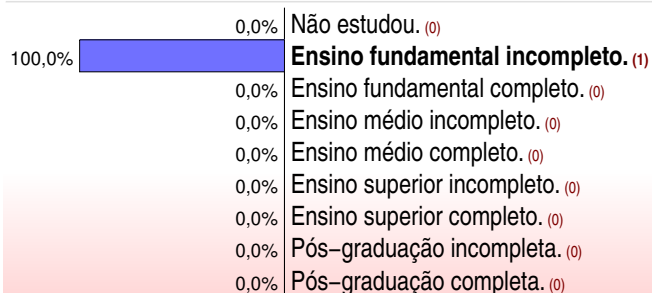 0,0% Não estudou. (0)
100,0% Ensino fundamental incompleto. (1)
0,0% Ensino fundamental completo. (0)
0,0% Ensino médio incompleto. (0)
0,0% Ensino médio completo. (0)
0,0% Ensino superior incompleto. (0)
0,0% Ensino superior completo. (0)
0,0% Pós−graduação incompleta. (0)
0,0% Pós−graduação completa. (0)